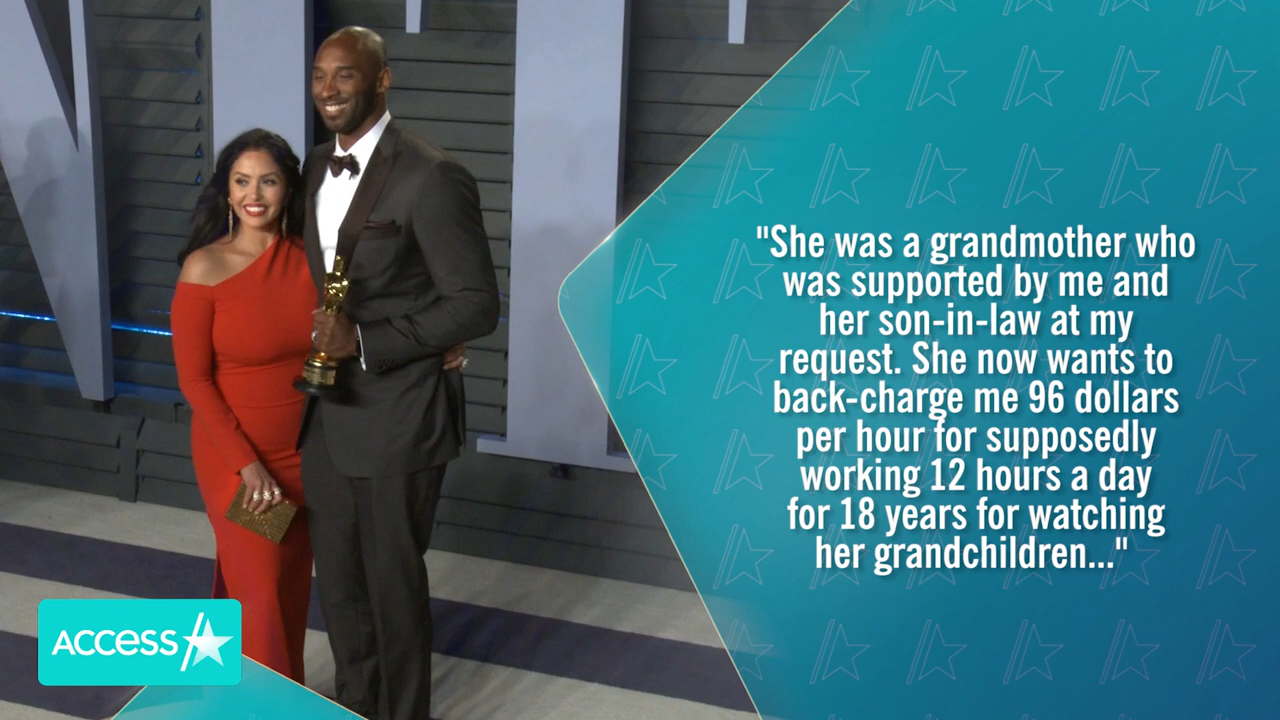 "She was a grandmother who
was supported by me and
her son-in-law at my
request. She now wants to
back-charge me 96 dollars
per hour for supposedly
working 12 hours a day
for 18 years for watching
her grandchildren..."
ACCESS